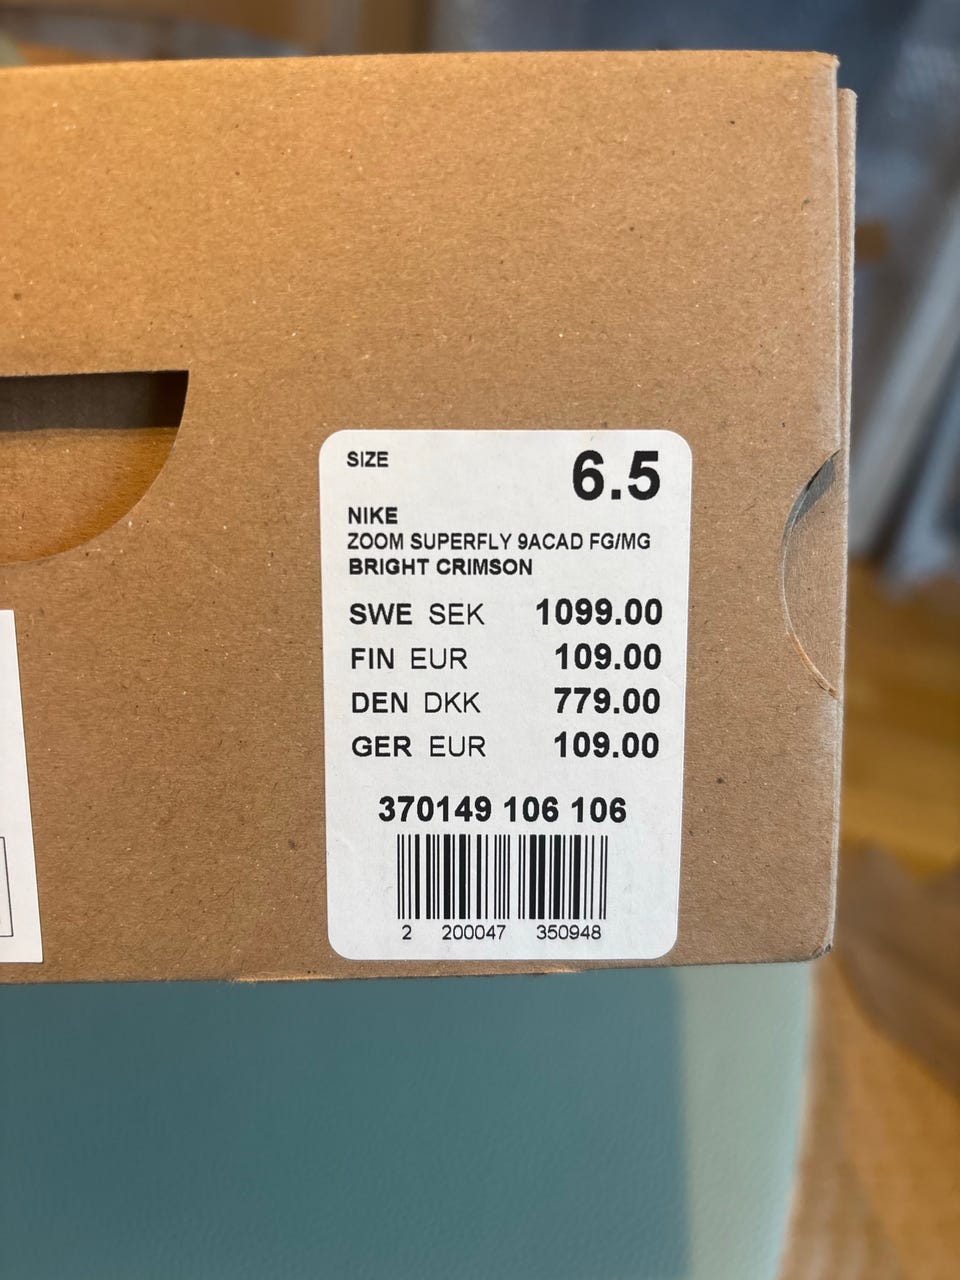 SIZE 6.5
NIKE
ZOOM SUPERFLY 9ACAD FG/MG
BRIGHT CRIMSON
SWE SEK 1099.00
FIN EUR 109.00
DEN DKK 779.00
GER EUR 109.00
370149 106 106
2 200047 350948